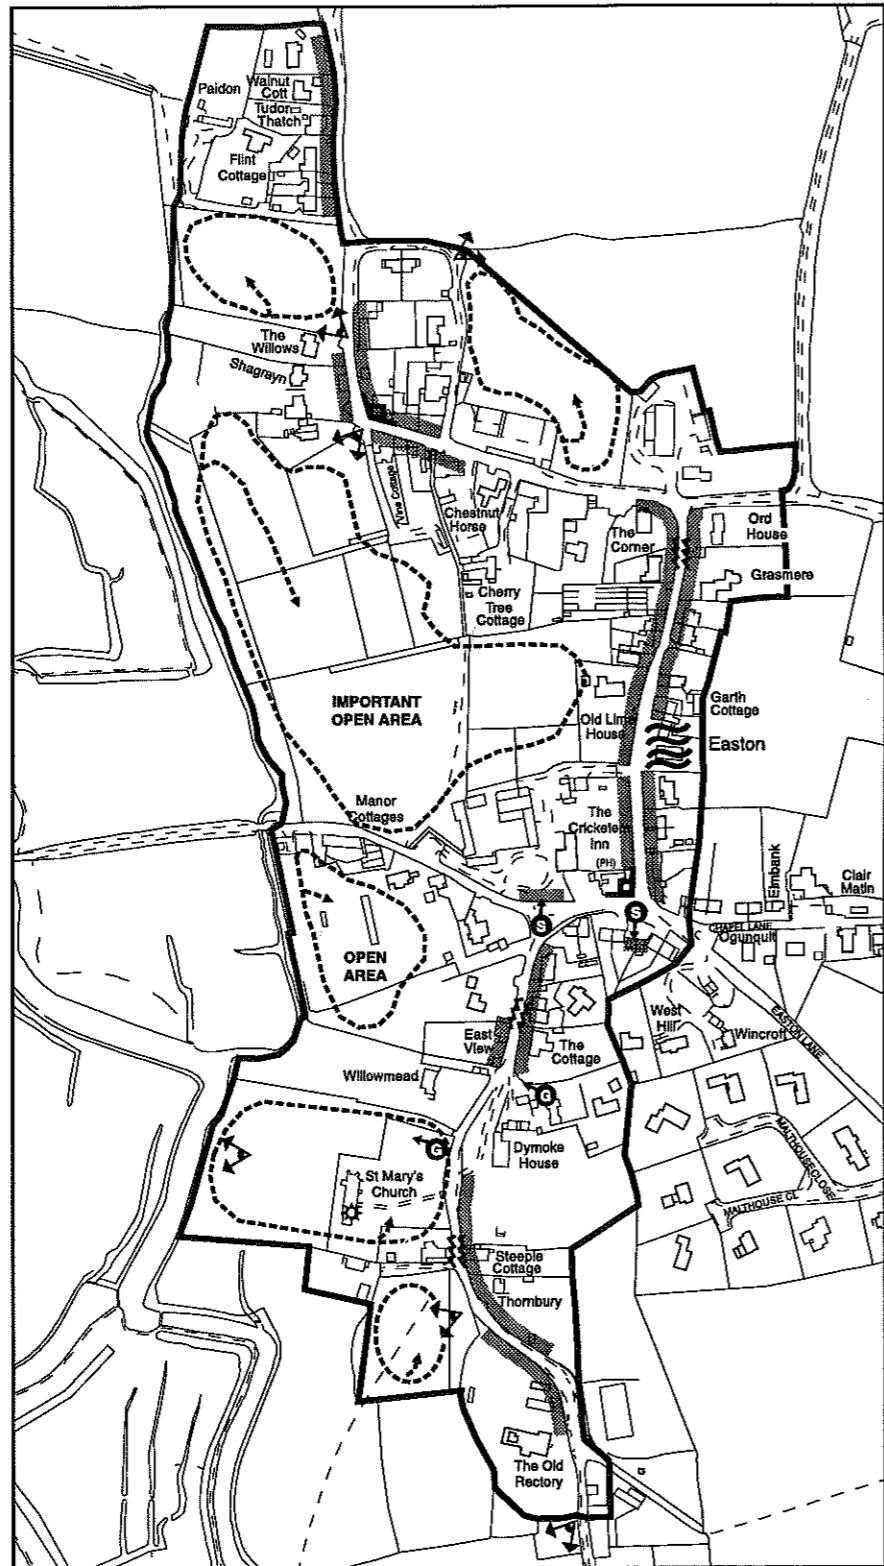 Paidon
Walnut
Cott
Tudor
Thatch
Flint
Cottage
The
Willows
Shagrayn
Vine Cottage
Chestnut
Horse
The
Corner
Ord
House
Grasmere
Cherry
Tree
Cottage
IMPORTANT
OPEN AREA
Old Lime
House
Garth
Cottage
Easton
Manor
Cottages
The
Cricketers
Inn
(PH)
Elmbank
Clair
Matin
CHAPEL LANE
Ogunquit
S
S
OPEN
AREA
East
View
The
Cottage
West
Hill
Wincroft
EASTON LANE
Willowmead
G
Dymoke
House
MALTHOUSE CLOSE
MALTHOUSE CL
G
St Mary's
Church
Steeple
Cottage
Thornbury
The Old
Rectory